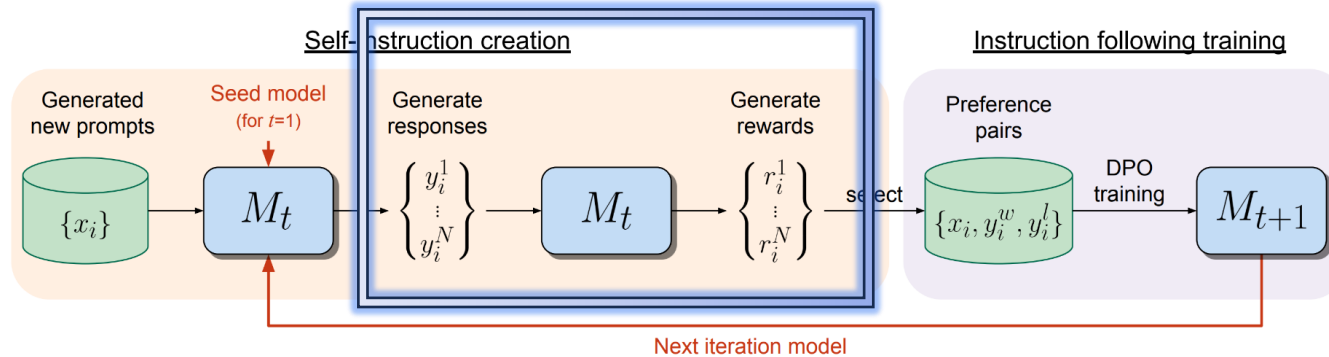 Self-Instruction creation
Instruction following training
Generated
new prompts
Seed model
(for t=1)
Generate
responses
Generate
rewards
Preference
pairs
{x_i}
M_t
{y_i^1
⋮
y_i^N}
M_t
{r_i^1
⋮
r_i^N}
select
{x_i, y_i^w, y_i^l}
DPO
training
M_{t+1}
Next iteration model